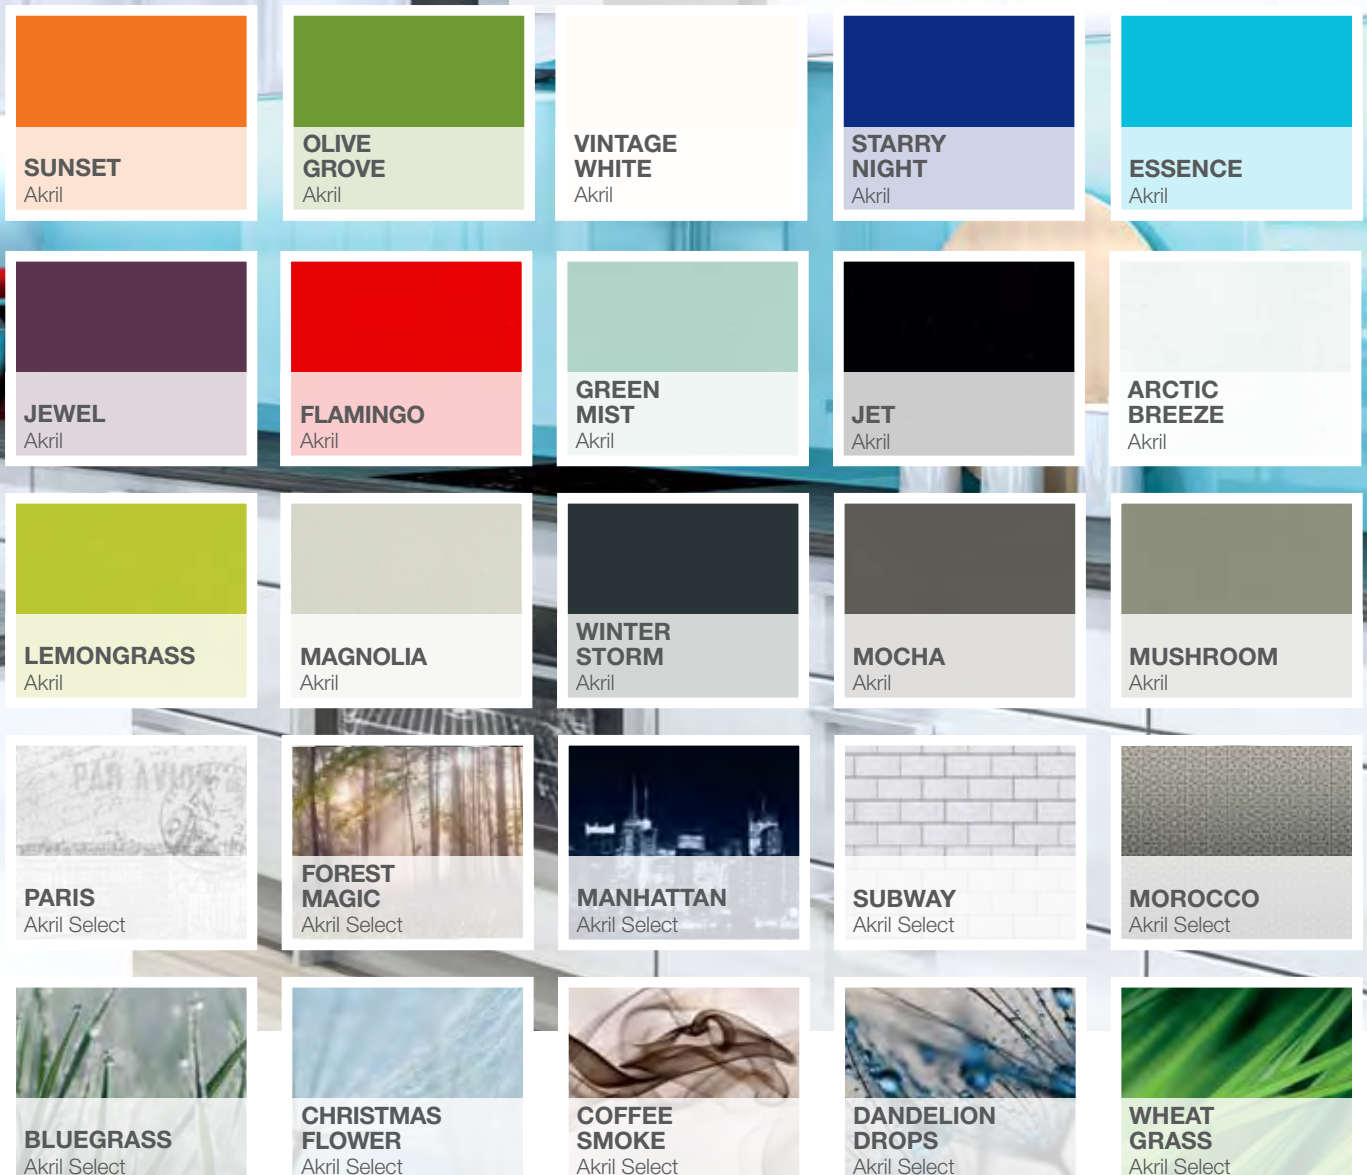 SUNSET
Akril
OLIVE
GROVE
Akril
VINTAGE
WHITE
Akril
STARRY
NIGHT
Akril
ESSENCE
Akril
JEWEL
Akril
FLAMINGO
Akril
GREEN
MIST
Akril
JET
Akril
ARCTIC
BREEZE
Akril
LEMONGRASS
Akril
MAGNOLIA
Akril
WINTER
STORM
Akril
MOCHA
Akril
MUSHROOM
Akril
PAR AVION
PARIS
Akril Select
FOREST
MAGIC
Akril Select
MANHATTAN
Akril Select
SUBWAY
Akril Select
MOROCCO
Akril Select
BLUEGRASS
Akril Select
CHRISTMAS
FLOWER
Akril Select
COFFEE
SMOKE
Akril Select
DANDELION
DROPS
Akril Select
WHEAT
GRASS
Akril Select